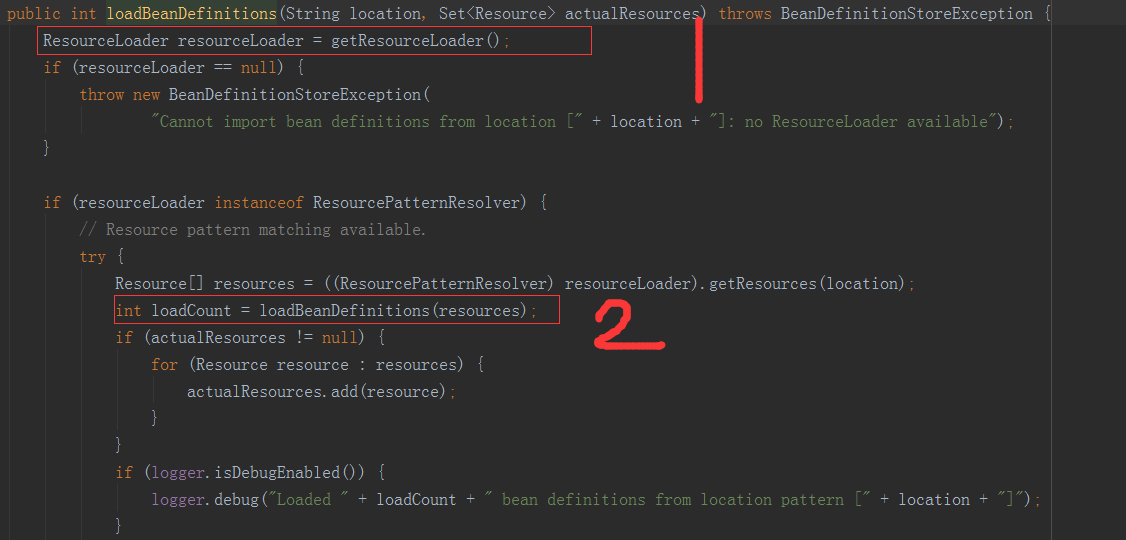 public int loadBeanDefinitions(String location, Set<Resource> actualResources) throws BeanDefinitionStoreException {
ResourceLoader resourceLoader = getResourceLoader();
1
if (resourceLoader == null) {
throw new BeanDefinitionStoreException(
"Cannot import bean definitions from location [" + location + "]: no ResourceLoader available");
}
if (resourceLoader instanceof ResourcePatternResolver) {
// Resource pattern matching available.
try {
Resource[] resources = ((ResourcePatternResolver) resourceLoader).getResources(location);
int loadCount = loadBeanDefinitions(resources);
2
if (actualResources != null) {
for (Resource resource : resources) {
actualResources.add(resource);
}
}
if (logger.isDebugEnabled()) {
logger.debug("Loaded " + loadCount + " bean definitions from location pattern [" + location + "]");
}